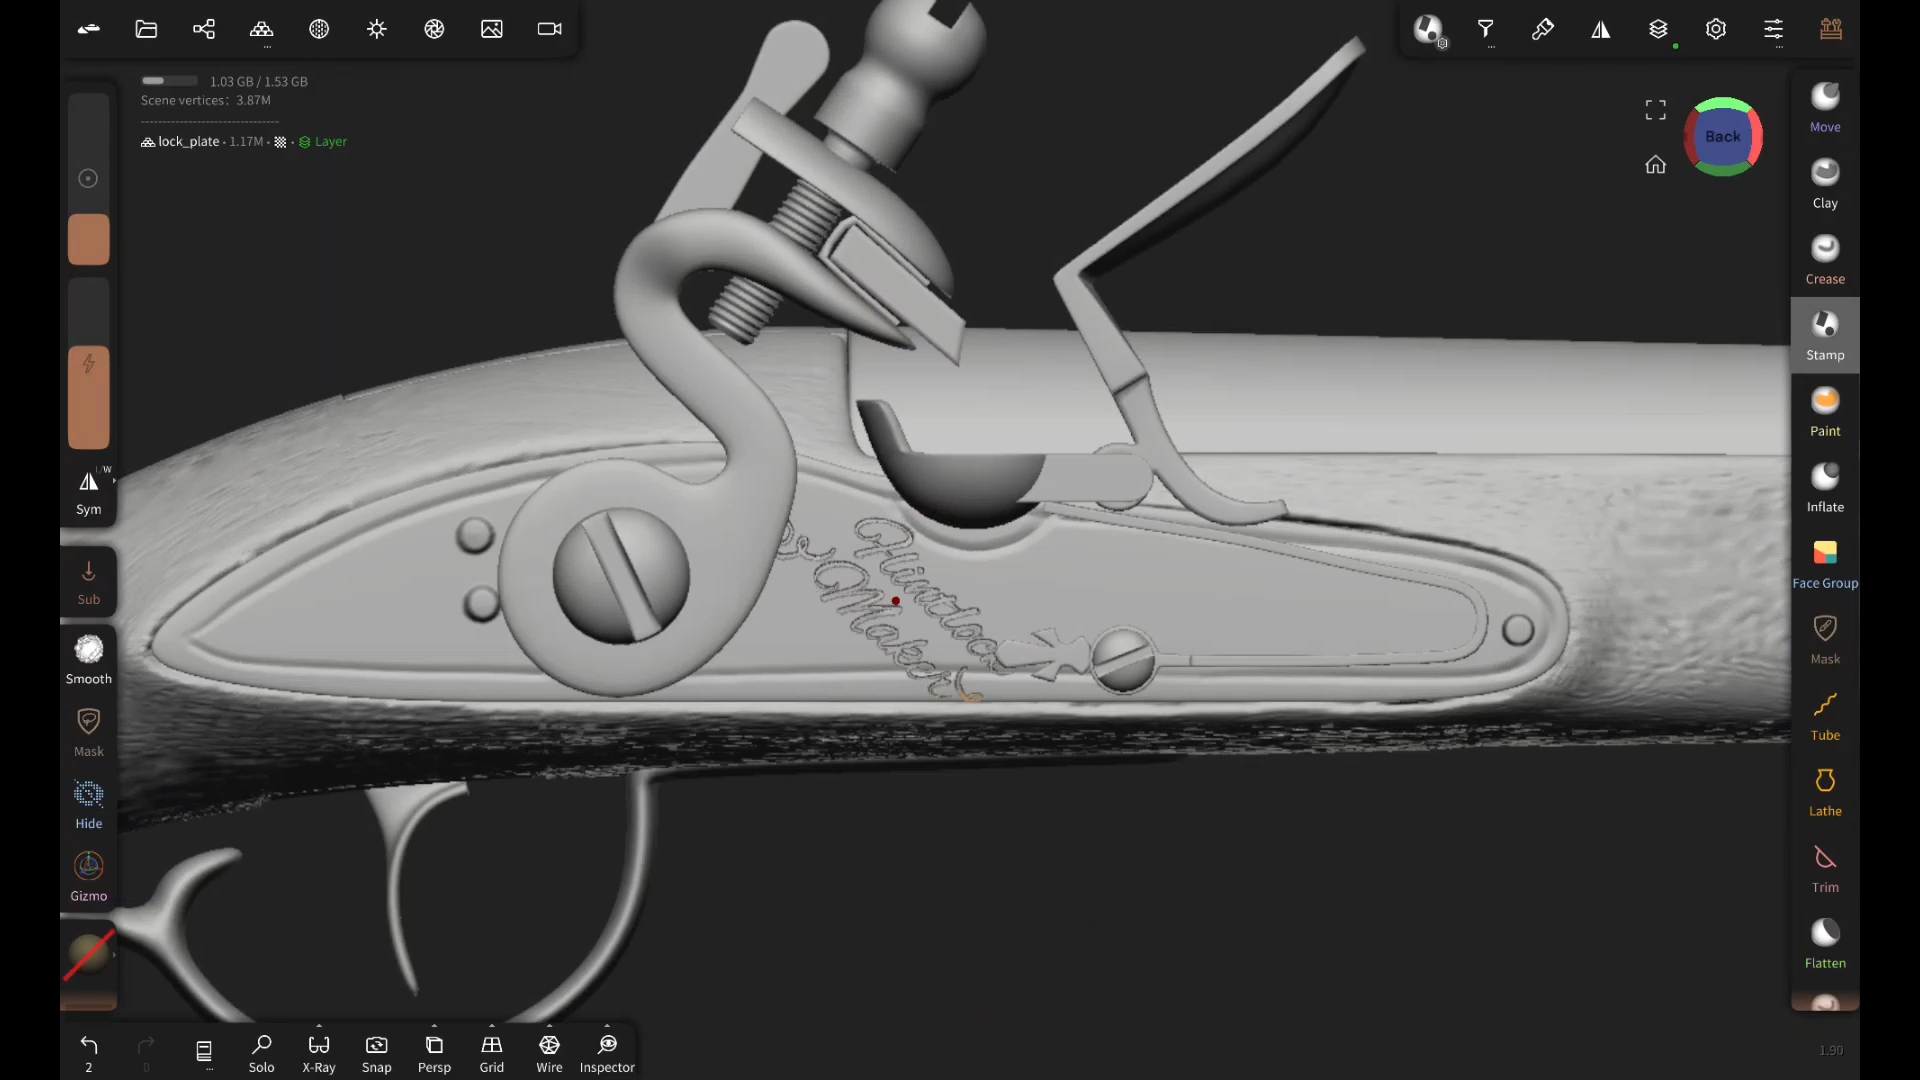 1.03 GB / 1.53 GB
Scene vertices: 3.87M
lock_plate • 1.17M • • Layer
Back
Move
Clay
Crease
Stamp
Paint
Inflate
Face Group
Mask
Tube
Lathe
Trim
Flatten
L/W
Sym
Sub
Smooth
Mask
Hide
Gizmo
Flintlock
Maker
2
0
Solo
X-Ray
Snap
Persp
Grid
Wire
Inspector
1.90